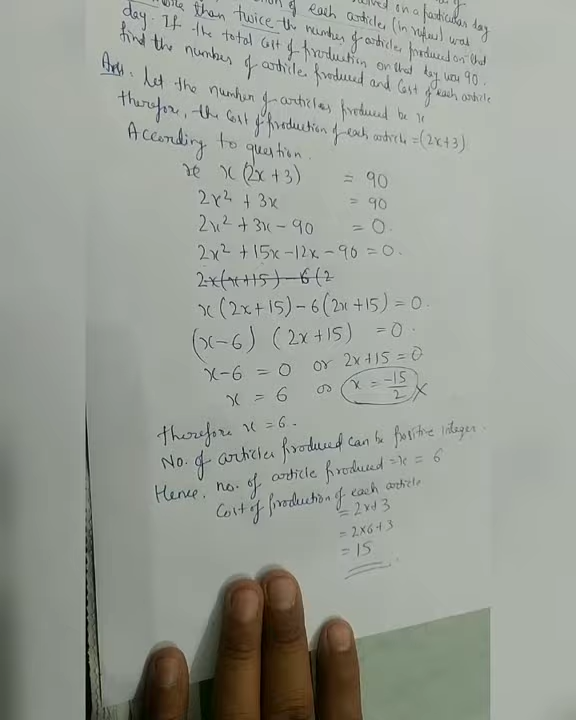 of each articles (in rupees) was
more than twice the number of articles produced on that
day. If the total cost of production on that day was 90.
find the number of articles produced and cost of each article
Ans. Let the number of articles produced be x
therefore, the cost of production of each article = (2x+3)
According to question.
x (2x+3) = 90
2x² + 3x = 90
2x² + 3x - 90 = 0.
2x² + 15x - 12x - 90 = 0.
2x(x+15) - 6(2
x(2x+15) - 6(2x+15) = 0.
(x-6) (2x+15) = 0.
x-6 = 0 or 2x+15 = 0
x = 6 or x = -15/2 x
therefore x = 6.
No. of articles produced can be positive integer.
Hence, no. of article produced = x = 6
Cost of production of each article
= 2x+3
= 2x6+3
= 15